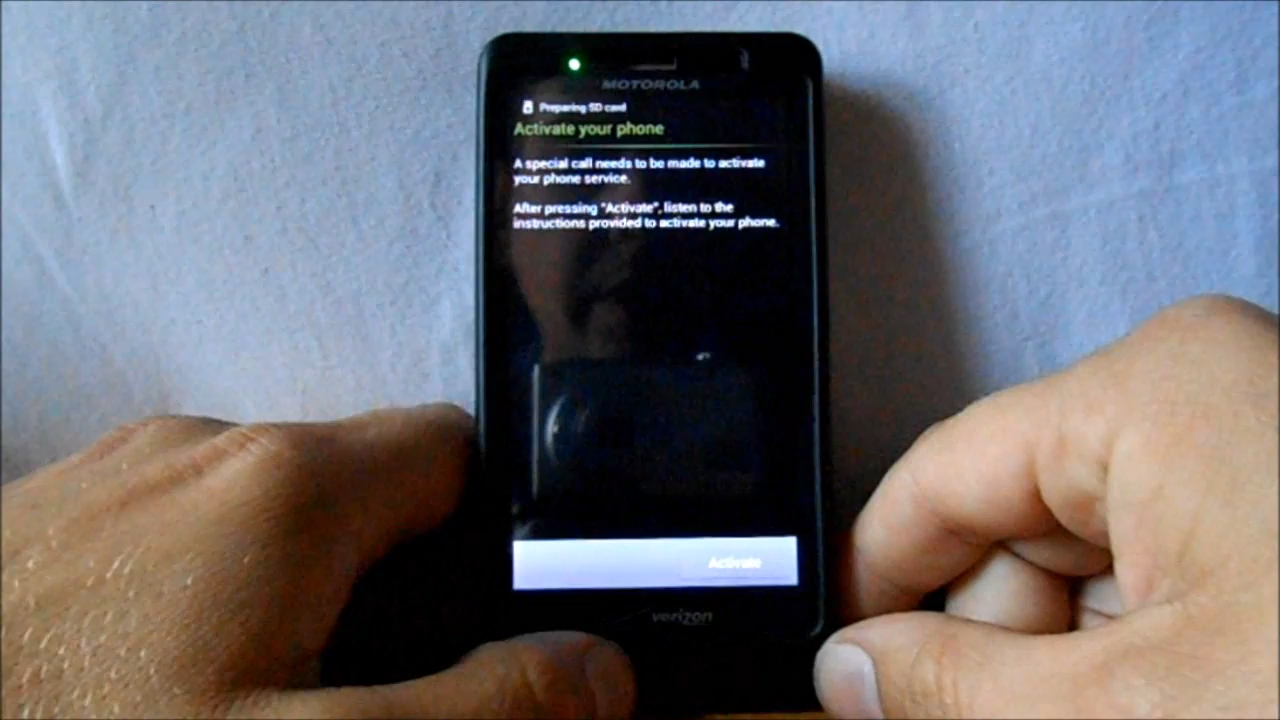 MOTOROLA
Preparing SD card
Activate your phone
A special call needs to be made to activate
your phone service.
After pressing "Activate", listen to the
instructions provided to activate your phone.
Activate
verizon